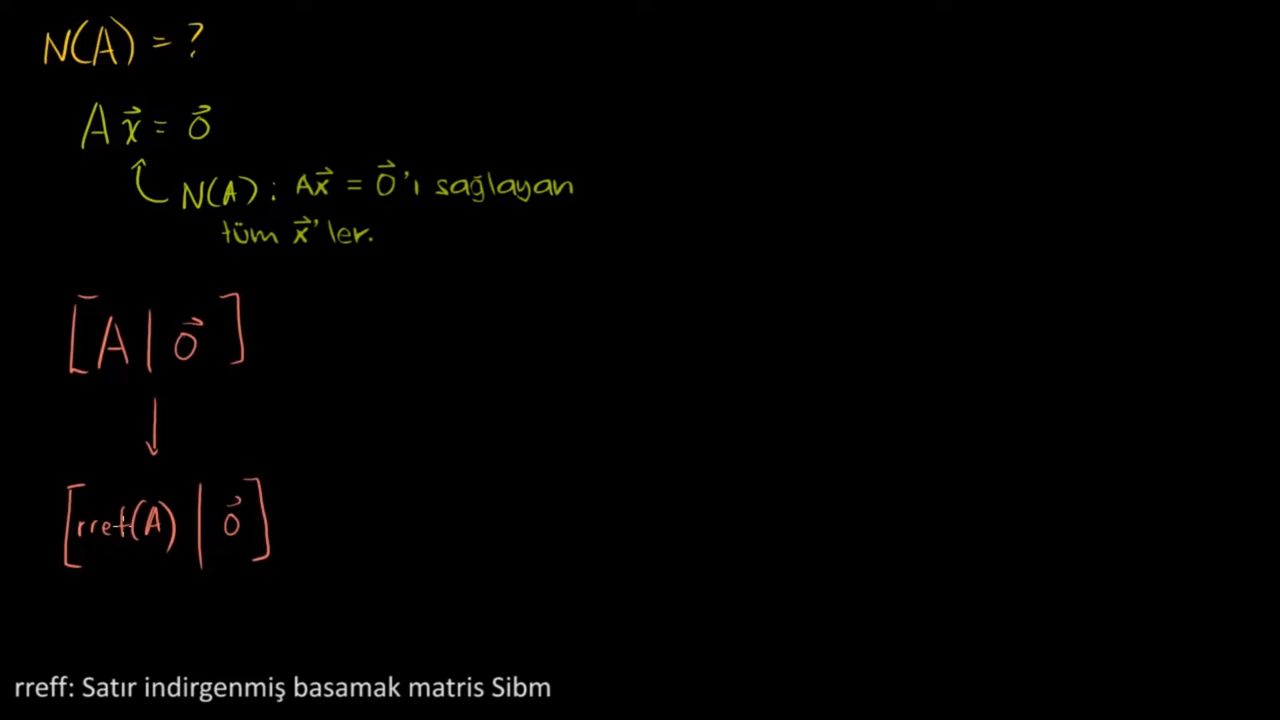 N(A) = ?
A x⃗ = 0⃗
N(A) : Ax⃗ = 0⃗'ı sağlayan
tüm x⃗'ler.
[A | 0⃗]
[rref(A) | 0⃗]
rreff: Satır indirgenmiş basamak matris Sibm